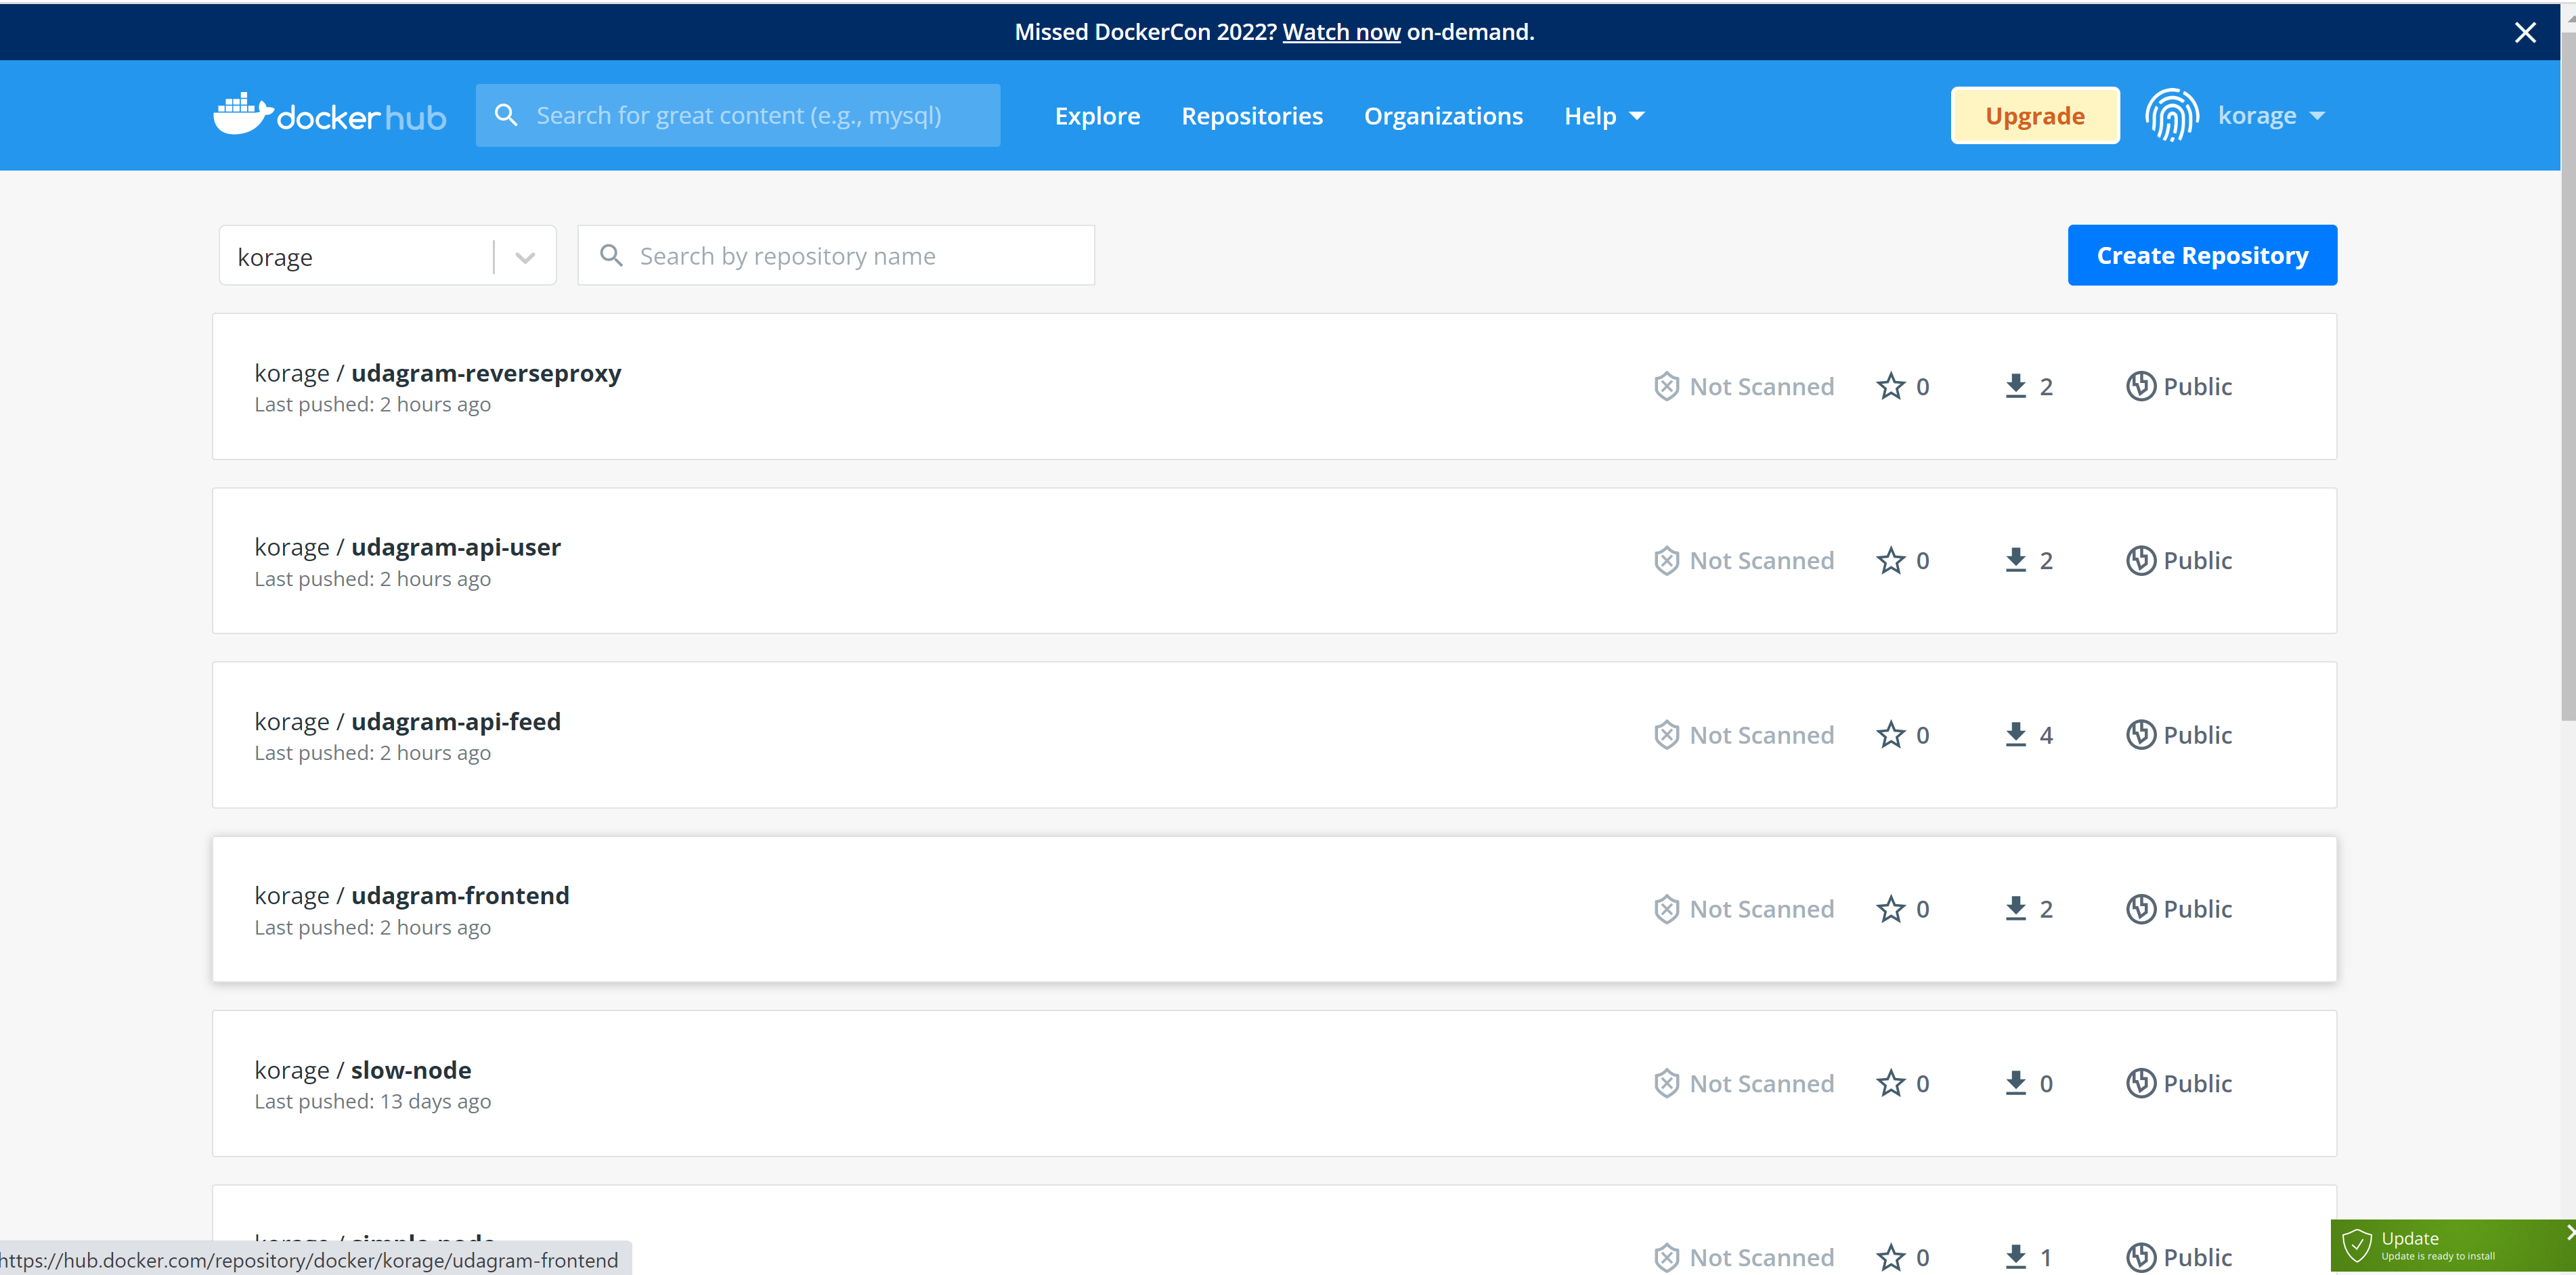 Missed DockerCon 2022? Watch now on-demand.
dockerhub
Search for great content (e.g., mysql)
Explore Repositories Organizations Help
Upgrade
korage
korage
Search by repository name
Create Repository
korage / udagram-reverseproxy
Last pushed: 2 hours ago
Not Scanned 0 2 Public
korage / udagram-api-user
Last pushed: 2 hours ago
Not Scanned 0 2 Public
korage / udagram-api-feed
Last pushed: 2 hours ago
Not Scanned 0 4 Public
korage / udagram-frontend
Last pushed: 2 hours ago
Not Scanned 0 2 Public
korage / slow-node
Last pushed: 13 days ago
Not Scanned 0 0 Public
korage / simple-node
Not Scanned 0 1 Public
https://hub.docker.com/repository/docker/korage/udagram-frontend
Update
Update is ready to install